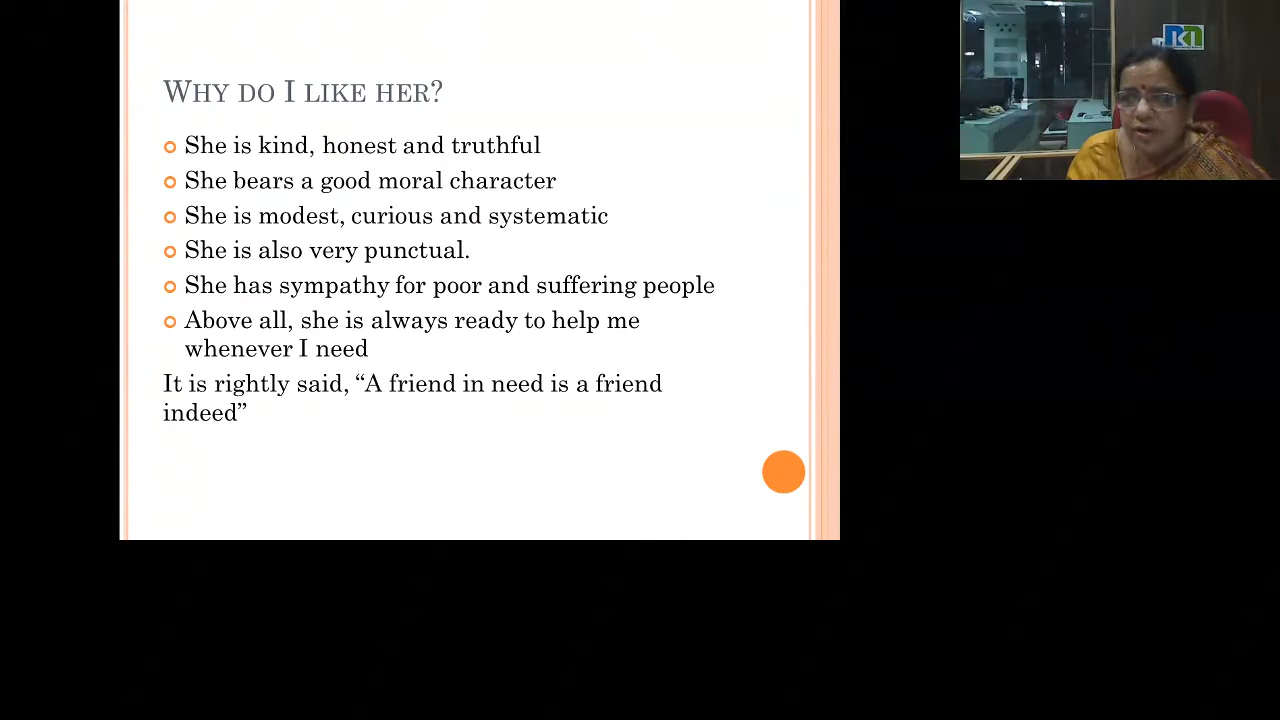 WHY DO I LIKE HER?
She is kind, honest and truthful
She bears a good moral character
She is modest, curious and systematic
She is also very punctual.
She has sympathy for poor and suffering people
Above all, she is always ready to help me
whenever I need
It is rightly said, “A friend in need is a friend
indeed”